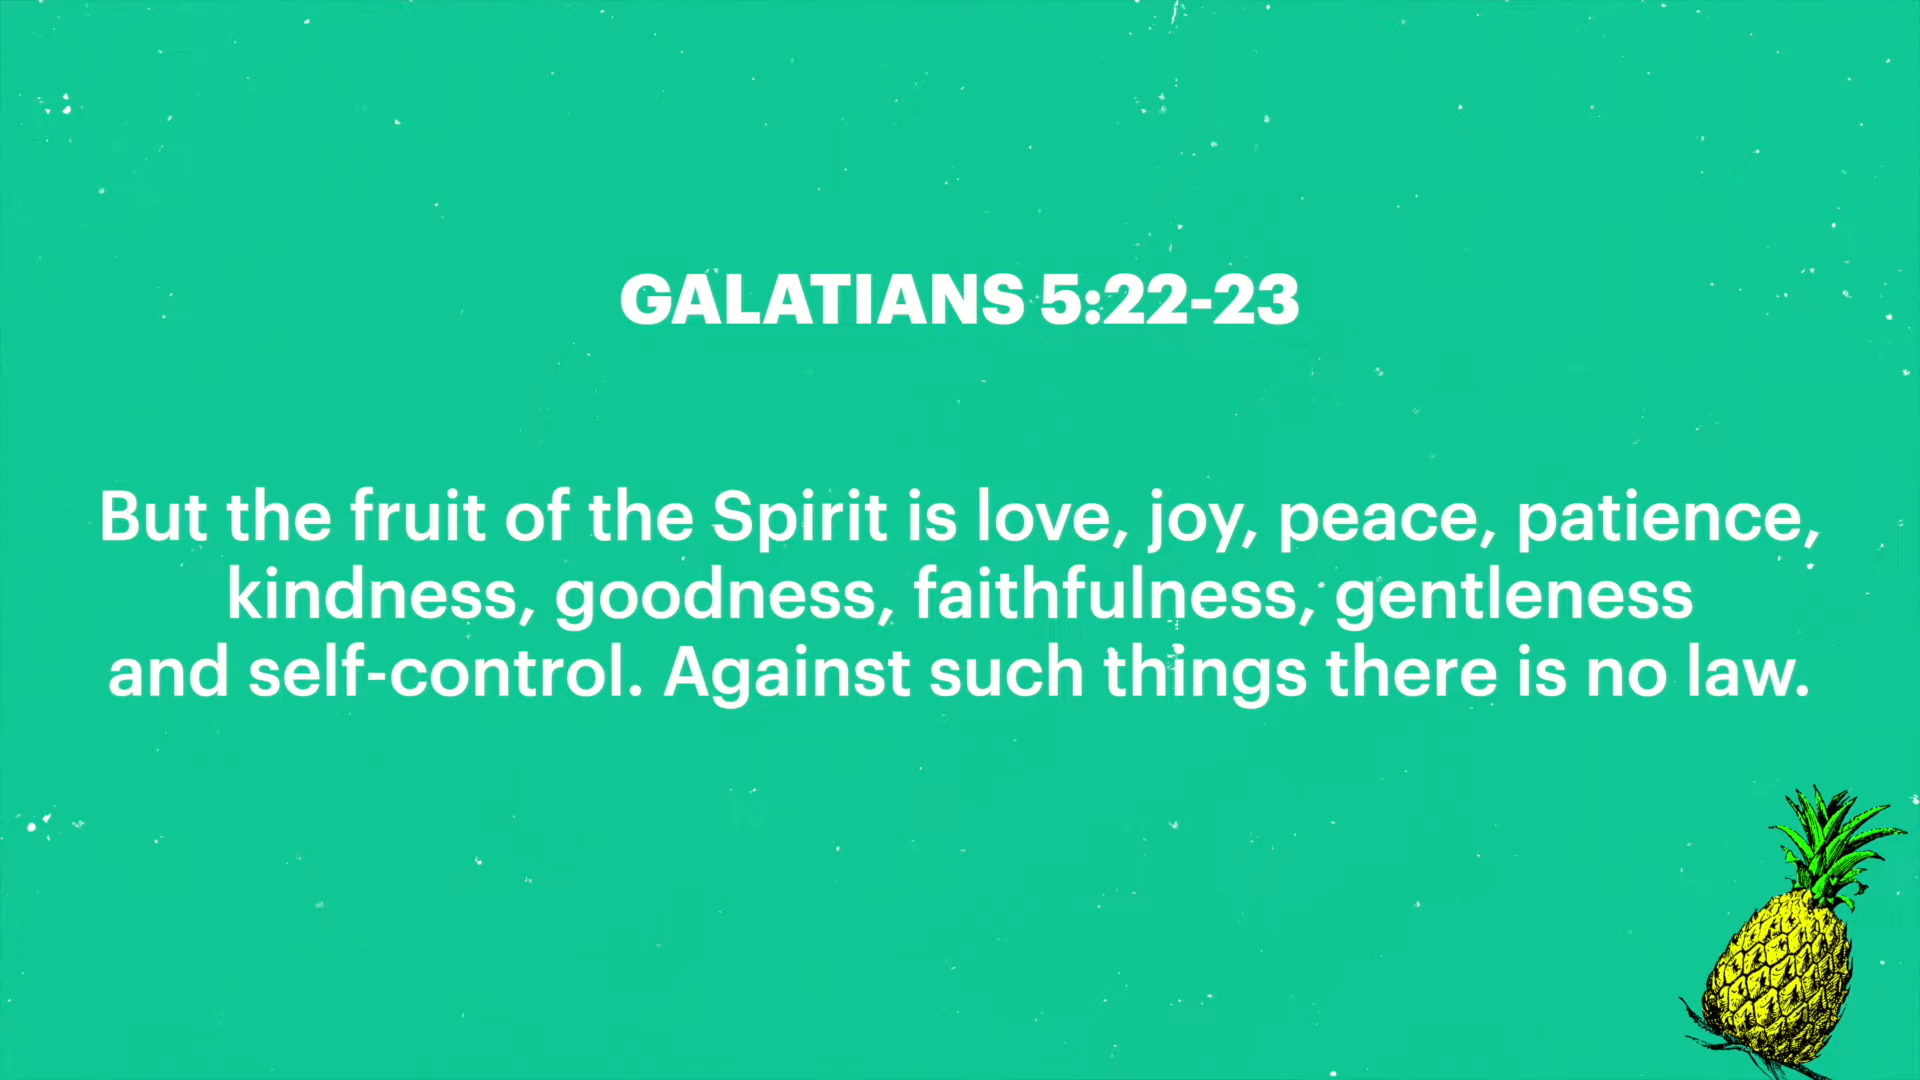 GALATIANS 5:22-23
But the fruit of the Spirit is love, joy, peace, patience,
kindness, goodness, faithfulness, gentleness
and self-control. Against such things there is no law.